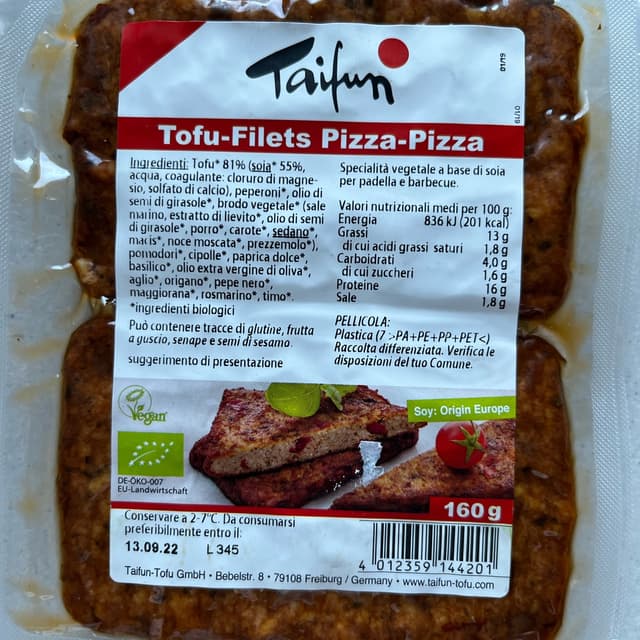 Taifun
01/19
01/19
Tofu-Filets Pizza-Pizza
Ingredienti: Tofu* 81% (soia* 55%,
acqua, coagulante: cloruro di magne-
sio, solfato di calcio), peperoni*, olio di
semi di girasole*, brodo vegetale* (sale
marino, estratto di lievito*, olio di semi
di girasole*, porro*, carote*, sedano*,
macis*, noce moscata*, prezzemolo*),
pomodori*, cipolle*, paprica dolce*,
basilico*, olio extra vergine di oliva*,
aglio*, origano*, pepe nero*,
maggiorana*, rosmarino*, timo*.
*ingredienti biologici
Può contenere tracce di glutine, frutta
a guscio, senape e semi di sesamo.
suggerimento di presentazione
Specialità vegetale a base di soia
per padella e barbecue.
Valori nutrizionali medi per 100 g:
Energia 836 kJ (201 kcal)
Grassi 13 g
di cui acidi grassi saturi 1,8 g
Carboidrati 4,0 g
di cui zuccheri 1,6 g
Proteine 16 g
Sale 1,8 g
PELLICOLA:
Plastica (7 >PA+PE+PP+PET<)
Raccolta differenziata. Verifica le
disposizioni del tuo Comune.
Vegan
Soy: Origin Europe
DE-ÖKO-007
EU-Landwirtschaft
160 g
Conservare a 2-7°C. Da consumarsi
preferibilmente entro il:
13.09.22 L 345
4 012359 144201
Taifun-Tofu GmbH • Bebelstr. 8 • 79108 Freiburg / Germany • www.taifun-tofu.com